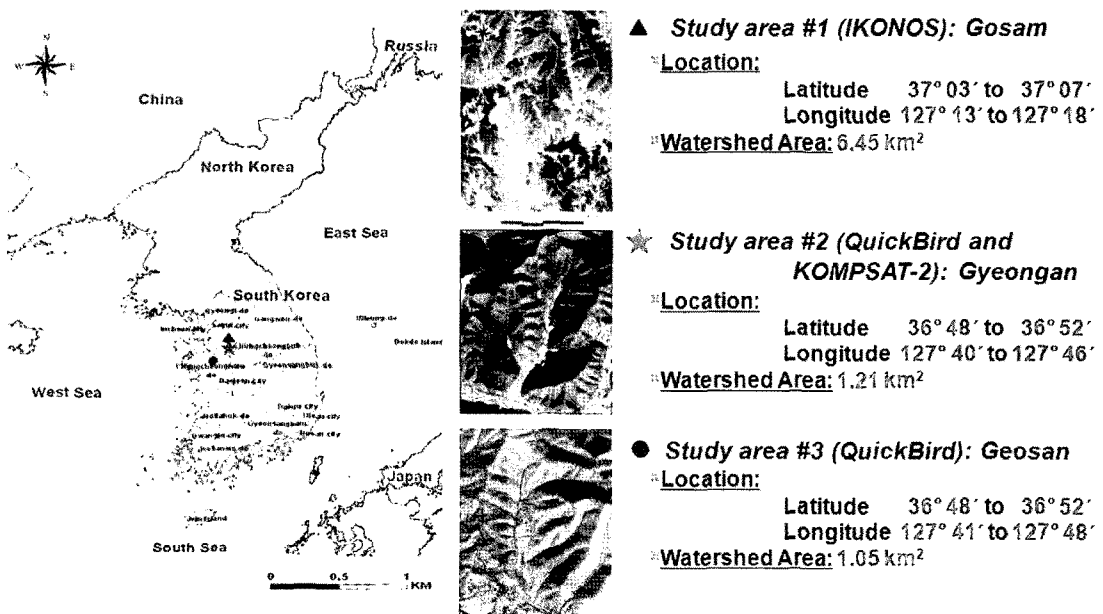 N
W E
S
Russia
China
North Korea
East Sea
South Korea
West Sea
Japan
South Sea
0 0.5 1
KM
▲ Study area #1 (IKONOS): Gosam
Location:
Latitude 37° 03´ to 37° 07´
Longitude 127° 13´ to 127° 18´
Watershed Area: 6.45 km²
Study area #2 (QuickBird and
KOMPSAT-2): Gyeongan
Location:
Latitude 36° 48´ to 36° 52´
Longitude 127° 40´ to 127° 46´
Watershed Area: 1.21 km²
● Study area #3 (QuickBird): Geosan
Location:
Latitude 36° 48´ to 36° 52´
Longitude 127° 41´ to 127° 48´
Watershed Area: 1.05 km²